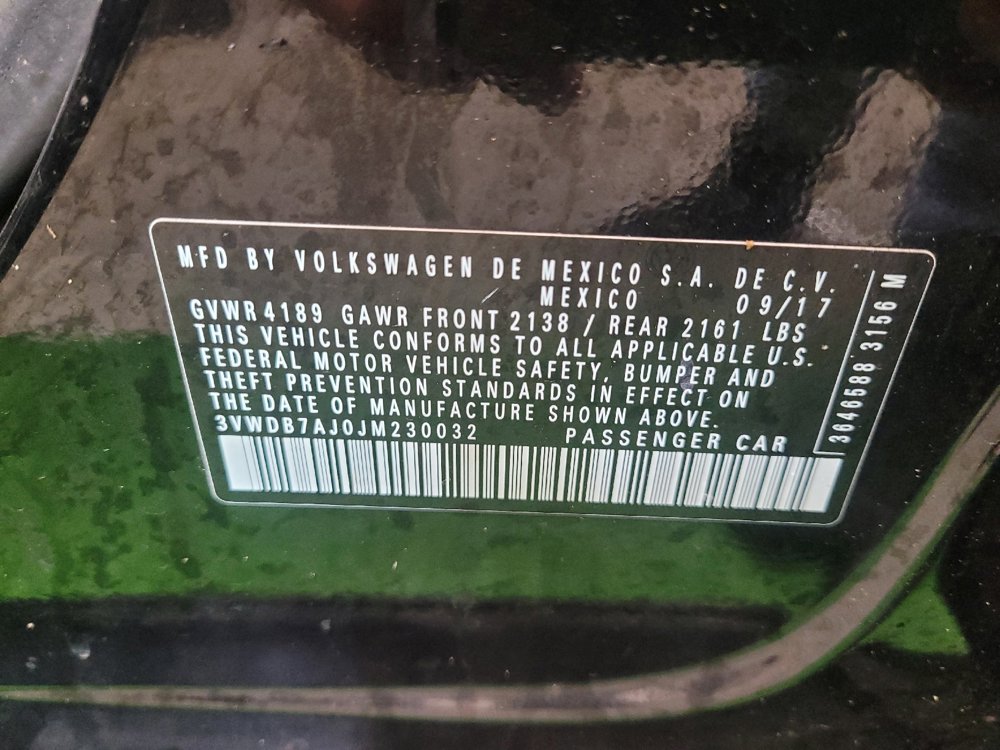 MFD BY VOLKSWAGEN DE MEXICO S.A. DE C.V.
MEXICO 09/17
GVWR 4189 GAWR FRONT 2138 / REAR 2161 LBS
THIS VEHICLE CONFORMS TO ALL APPLICABLE U.S.
FEDERAL MOTOR VEHICLE SAFETY, BUMPER AND
THEFT PREVENTION STANDARDS IN EFFECT ON
THE DATE OF MANUFACTURE SHOWN ABOVE.
3VWDB7AJ0JM230032 PASSENGER CAR
3646588 3156 M